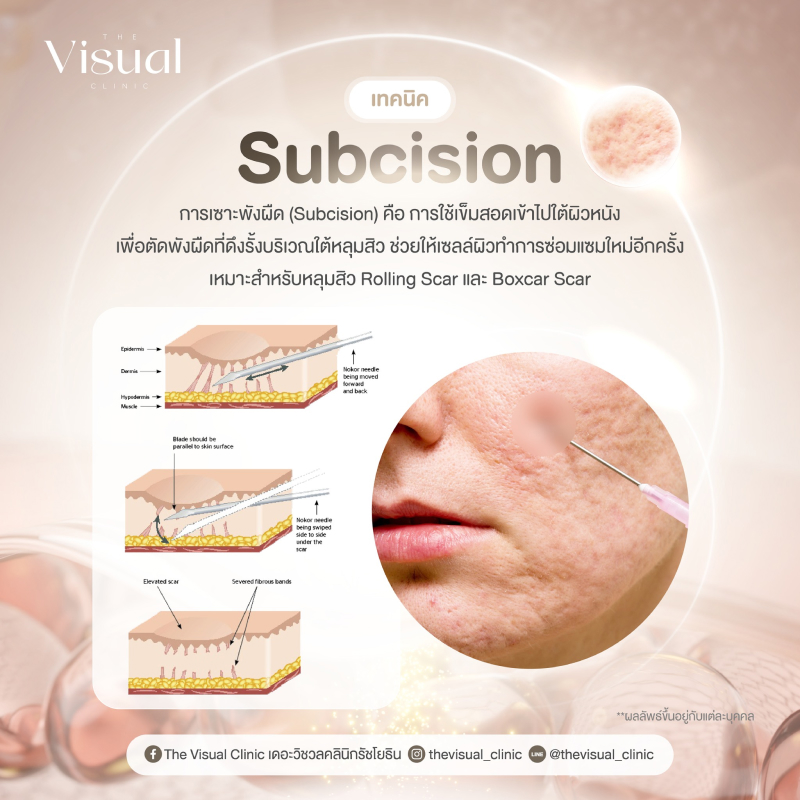 THE
Visual
CLINIC
เทคนิค
Subcision
การเซาะพังผืด (Subcision) คือ การใช้เข็มสอดเข้าไปใต้ผิวหนัง
เพื่อตัดพังผืดที่ดึงรั้งบริเวณใต้หลุมสิว ช่วยให้เซลล์ผิวทำการซ่อมแซมใหม่อีกครั้ง
เหมาะสำหรับหลุมสิว Rolling Scar และ Boxcar Scar
Epidermis
Dermis
Hypodermis
Muscle
Nokor needle
being moved
forward
and back
Blade should be
parallel to skin surface
Nokor needle
being swiped
side to side
under the
scar
Elevated scar
Severed fibrous bands
**ผลลัพธ์ขึ้นอยู่กับแต่ละบุคคล
The Visual Clinic เดอะวิชวลคลินิกรัชโยธิน thevisual_clinic LINE @thevisual_clinic